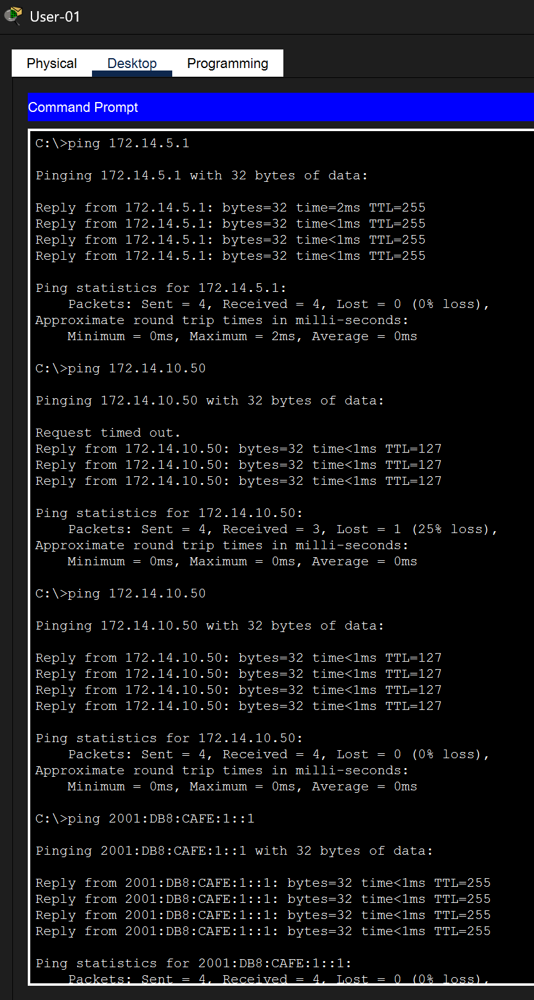 User-01
Physical Desktop Programming
Command Prompt
C:\>ping 172.14.5.1
Pinging 172.14.5.1 with 32 bytes of data:
Reply from 172.14.5.1: bytes=32 time=2ms TTL=255
Reply from 172.14.5.1: bytes=32 time<1ms TTL=255
Reply from 172.14.5.1: bytes=32 time<1ms TTL=255
Reply from 172.14.5.1: bytes=32 time<1ms TTL=255
Ping statistics for 172.14.5.1:
    Packets: Sent = 4, Received = 4, Lost = 0 (0% loss),
Approximate round trip times in milli-seconds:
    Minimum = 0ms, Maximum = 2ms, Average = 0ms
C:\>ping 172.14.10.50
Pinging 172.14.10.50 with 32 bytes of data:
Request timed out.
Reply from 172.14.10.50: bytes=32 time<1ms TTL=127
Reply from 172.14.10.50: bytes=32 time<1ms TTL=127
Reply from 172.14.10.50: bytes=32 time<1ms TTL=127
Ping statistics for 172.14.10.50:
    Packets: Sent = 4, Received = 3, Lost = 1 (25% loss),
Approximate round trip times in milli-seconds:
    Minimum = 0ms, Maximum = 0ms, Average = 0ms
C:\>ping 172.14.10.50
Pinging 172.14.10.50 with 32 bytes of data:
Reply from 172.14.10.50: bytes=32 time<1ms TTL=127
Reply from 172.14.10.50: bytes=32 time<1ms TTL=127
Reply from 172.14.10.50: bytes=32 time<1ms TTL=127
Reply from 172.14.10.50: bytes=32 time<1ms TTL=127
Ping statistics for 172.14.10.50:
    Packets: Sent = 4, Received = 4, Lost = 0 (0% loss),
Approximate round trip times in milli-seconds:
    Minimum = 0ms, Maximum = 0ms, Average = 0ms
C:\>ping 2001:DB8:CAFE:1::1
Pinging 2001:DB8:CAFE:1::1 with 32 bytes of data:
Reply from 2001:DB8:CAFE:1::1: bytes=32 time<1ms TTL=255
Reply from 2001:DB8:CAFE:1::1: bytes=32 time<1ms TTL=255
Reply from 2001:DB8:CAFE:1::1: bytes=32 time<1ms TTL=255
Reply from 2001:DB8:CAFE:1::1: bytes=32 time<1ms TTL=255
Ping statistics for 2001:DB8:CAFE:1::1:
    Packets: Sent = 4, Received = 4, Lost = 0 (0% loss),